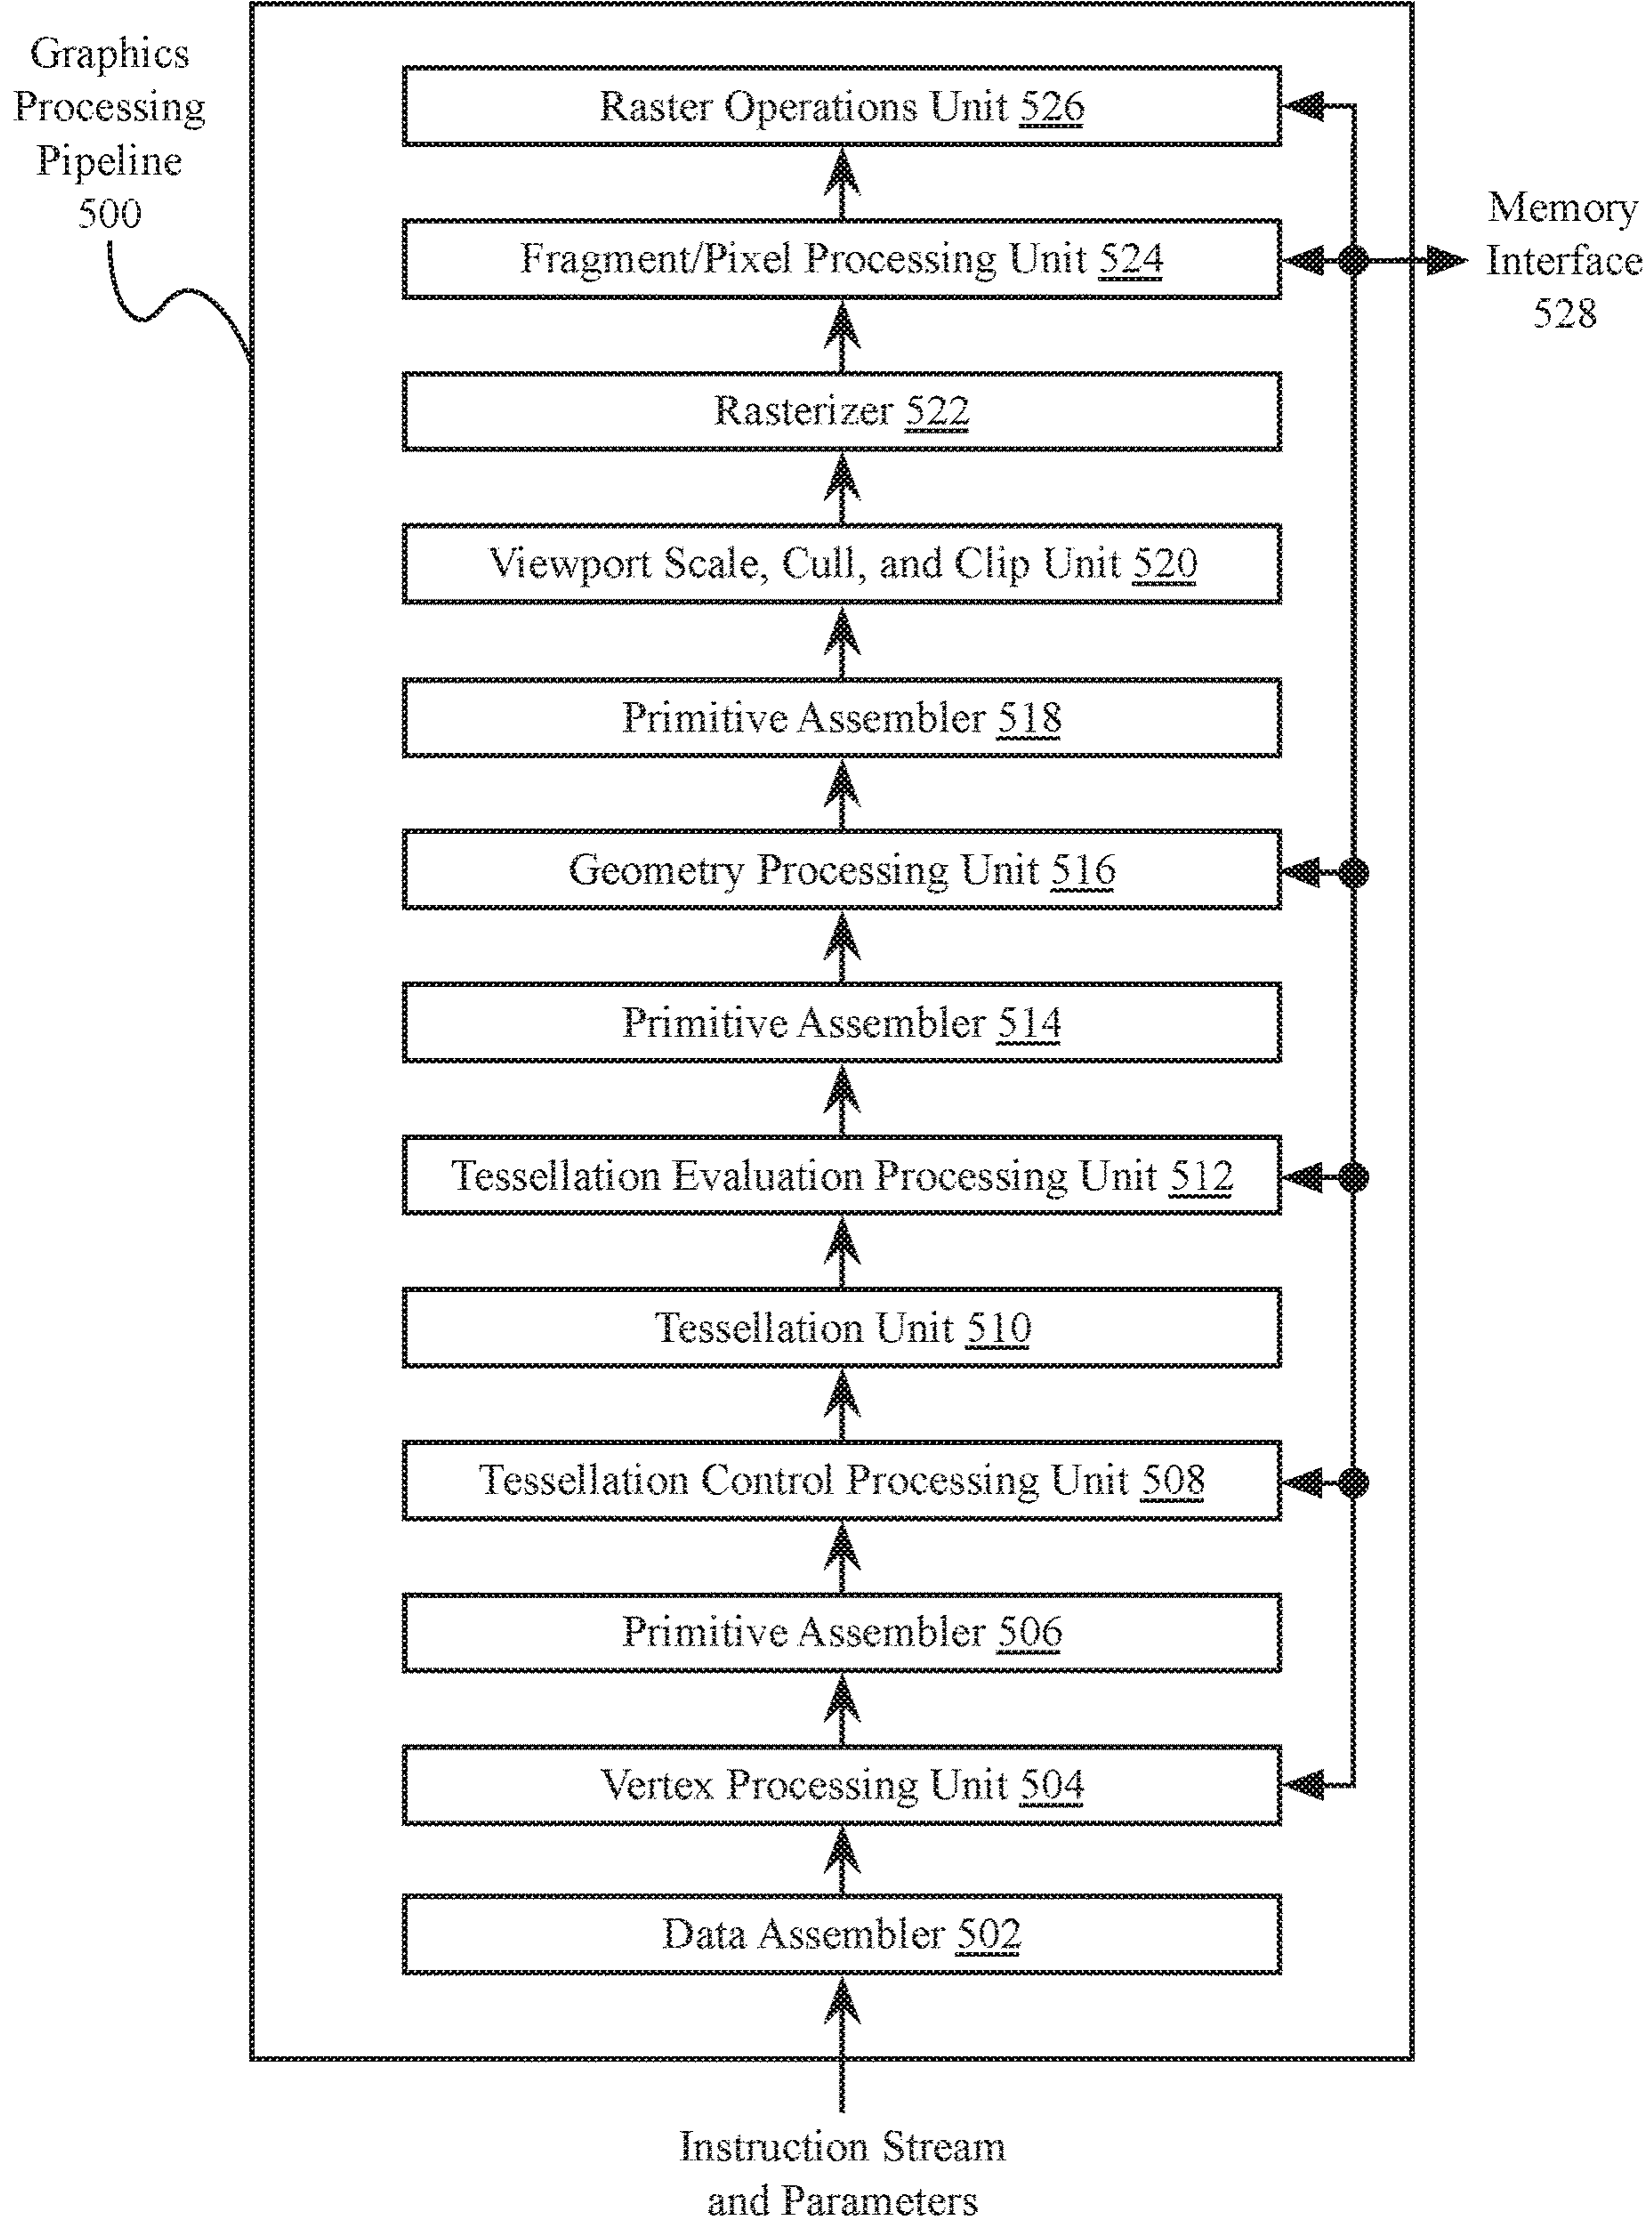 Graphics
Processing
Pipeline
500
Raster Operations Unit 526
Fragment/Pixel Processing Unit 524
Memory
Interface
528
Rasterizer 522
Viewport Scale, Cull, and Clip Unit 520
Primitive Assembler 518
Geometry Processing Unit 516
Primitive Assembler 514
Tessellation Evaluation Processing Unit 512
Tessellation Unit 510
Tessellation Control Processing Unit 508
Primitive Assembler 506
Vertex Processing Unit 504
Data Assembler 502
Instruction Stream
and Parameters